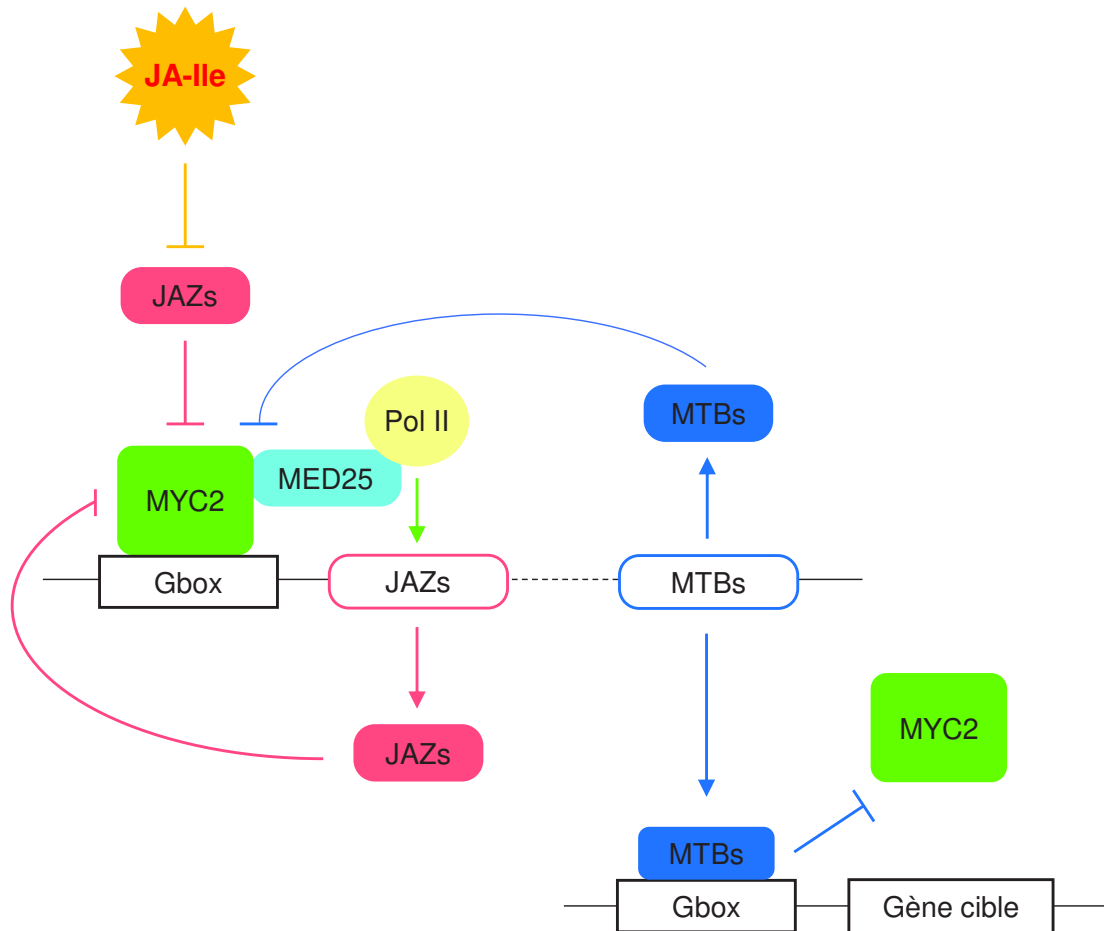 JA-Ile
JAZs
MTBs
Pol II
MED25
MYC2
Gbox
JAZs
MTBs
MYC2
JAZs
MTBs
Gbox
Gène cible